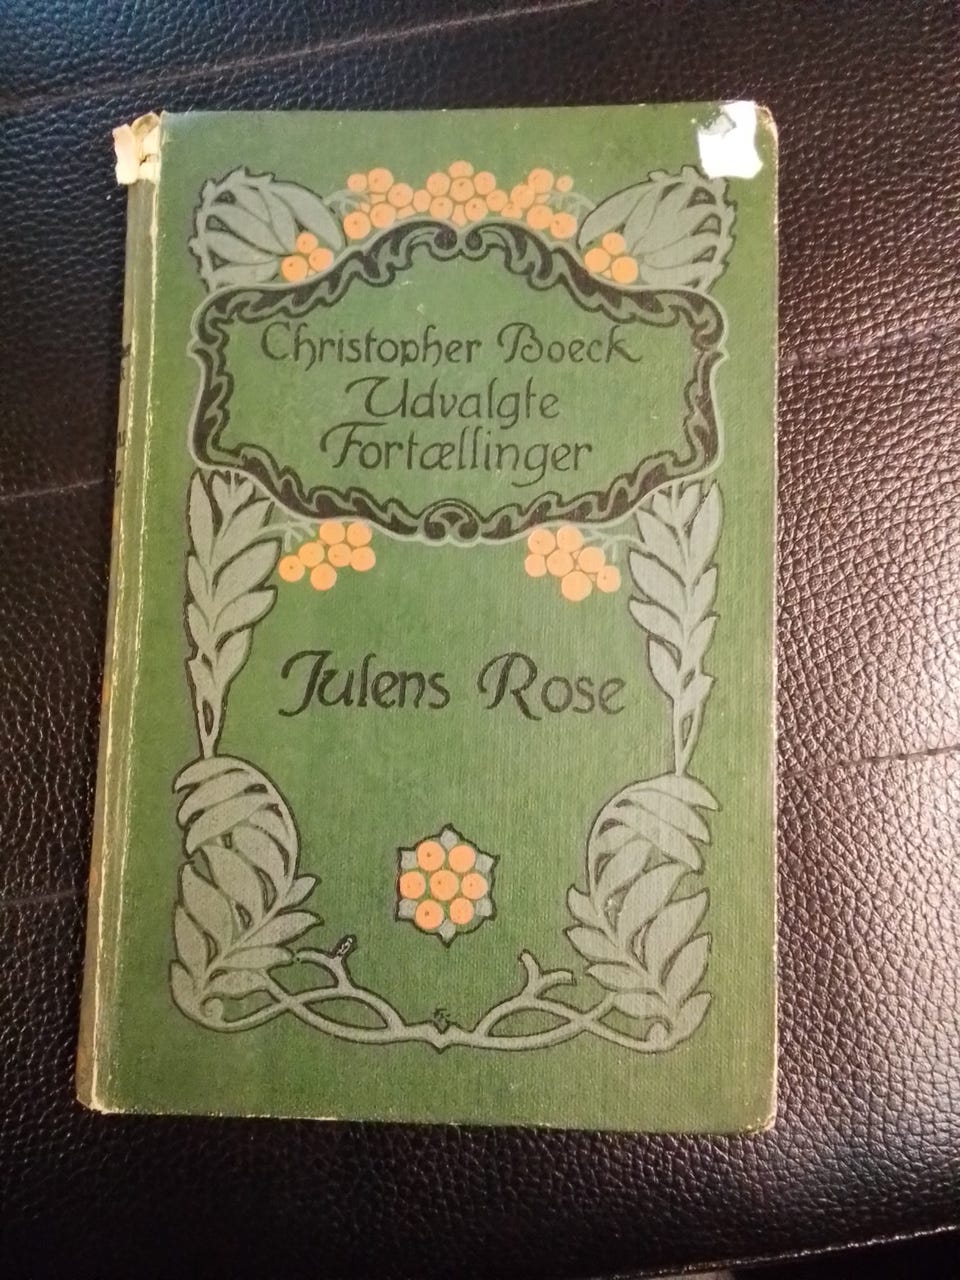 Christopher Boeck
Udvalgte
Fortællinger
Julens Rose